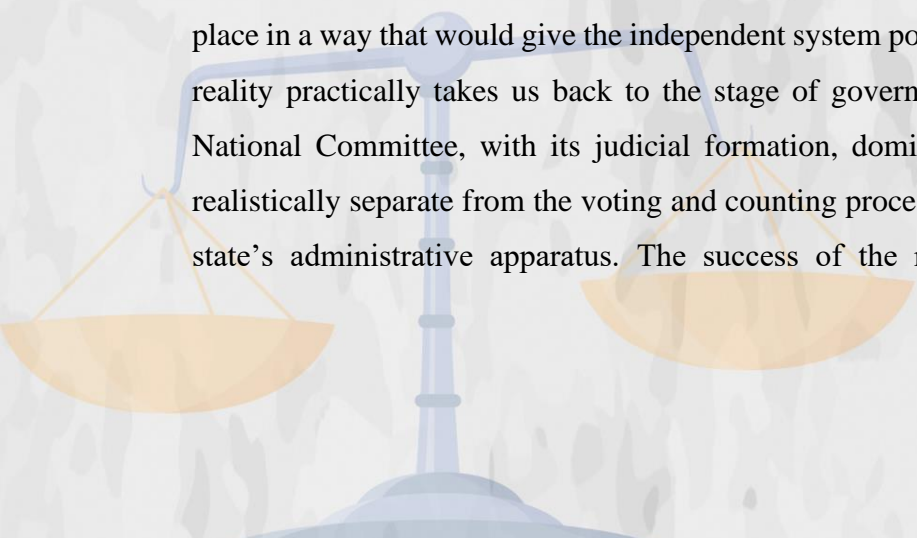 place in a way that would give the independent system po
reality practically takes us back to the stage of govern
National Committee, with its judicial formation, domi
realistically separate from the voting and counting proce
state’s administrative apparatus. The success of the